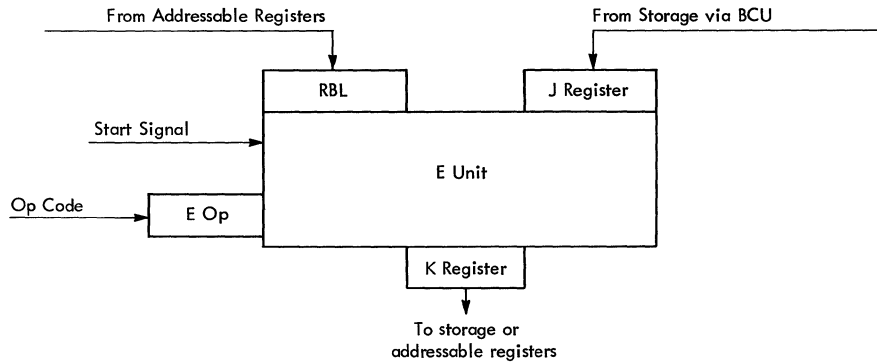 From Addressable Registers
From Storage via BCU
RBL
J Register
Start Signal
E Unit
Op Code
E Op
K Register
To storage or
addressable registers